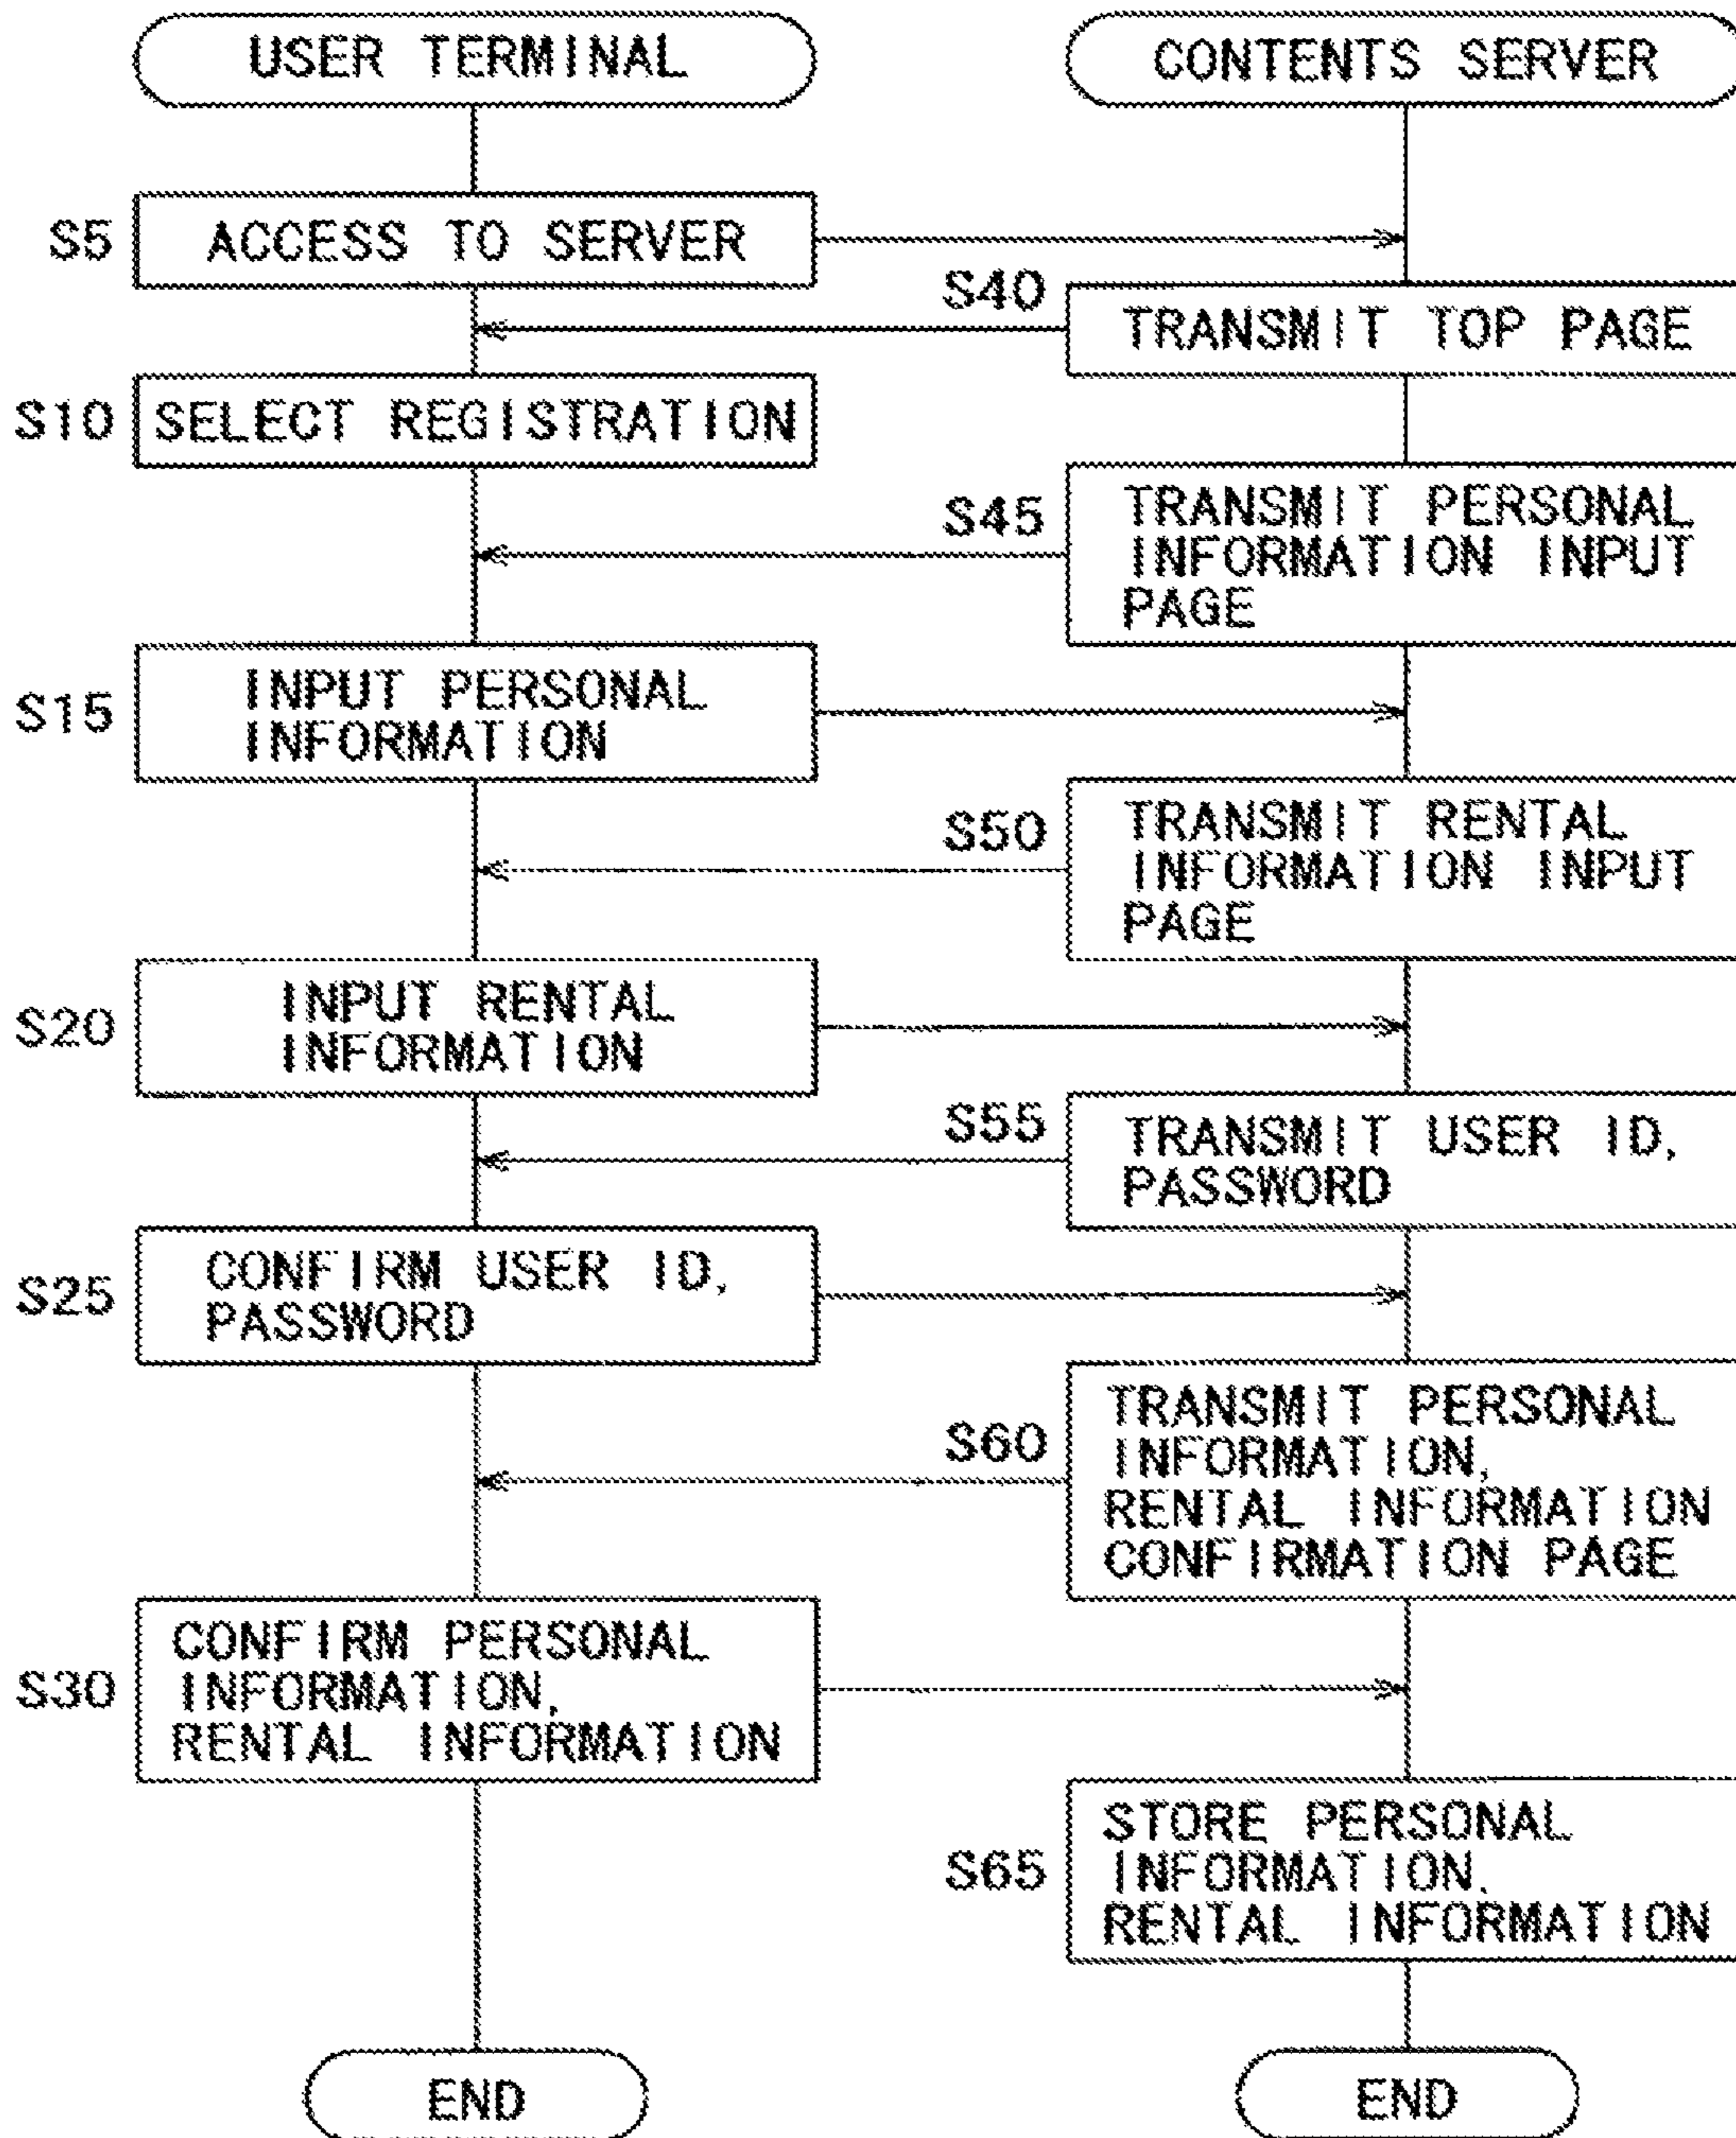 USER TERMINAL
CONTENTS SERVER
S5
ACCESS TO SERVER
S40
TRANSMIT TOP PAGE
S10
SELECT REGISTRATION
S45
TRANSMIT PERSONAL
INFORMATION INPUT
PAGE
S15
INPUT PERSONAL
INFORMATION
S50
TRANSMIT RENTAL
INFORMATION INPUT
PAGE
S20
INPUT RENTAL
INFORMATION
S55
TRANSMIT USER ID,
PASSWORD
S25
CONFIRM USER ID,
PASSWORD
S60
TRANSMIT PERSONAL
INFORMATION,
RENTAL INFORMATION
CONFIRMATION PAGE
S30
CONFIRM PERSONAL
INFORMATION,
RENTAL INFORMATION
S65
STORE PERSONAL
INFORMATION,
RENTAL INFORMATION
END
END